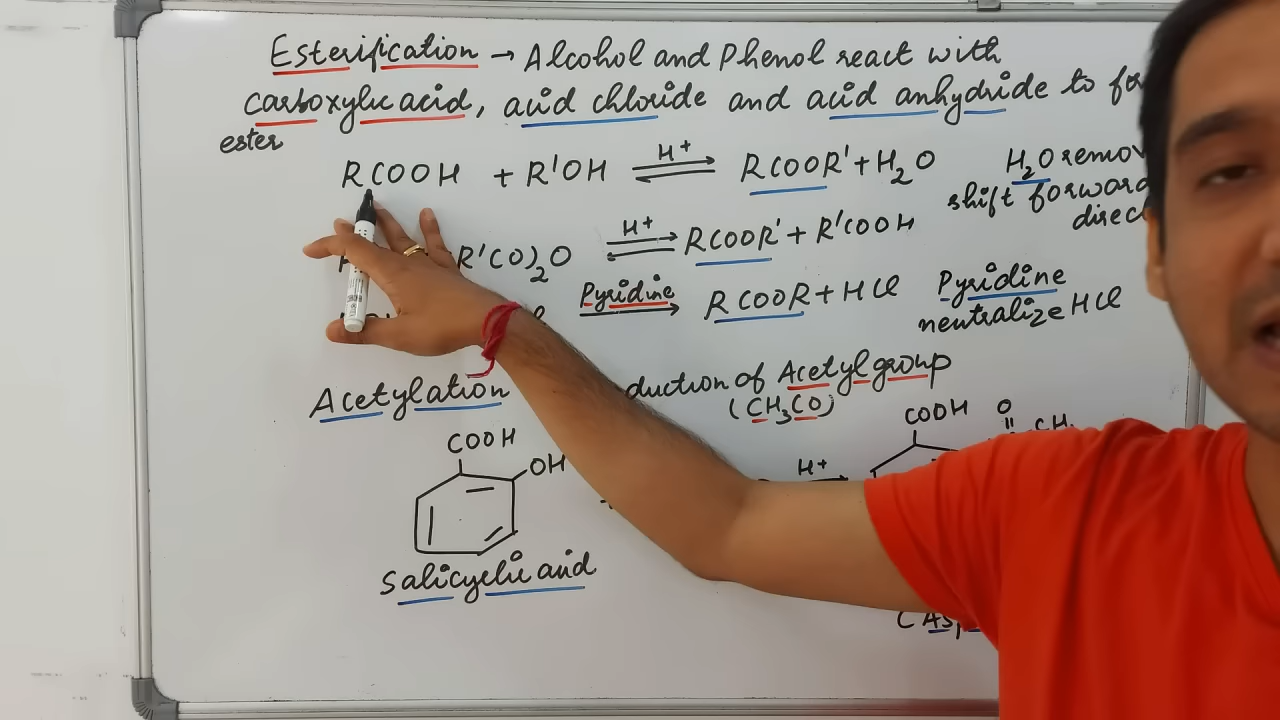 Esterification → Alcohol and Phenol react with
carboxylic acid, acid chloride and acid anhydride to
ester
RCOOH + R'OH ⇌ H+ RCOOR' + H2O
H2O
shift forward
R'CO)2O ⇌ H+ RCOOR' + R'COOH
Pyridine → RCOOR + HCl
Pyridine
neutralize HCl
Acetylation of Acetyl group
(CH3CO)
COOH
OH
H+ →
COOH
O
Salicyclic acid